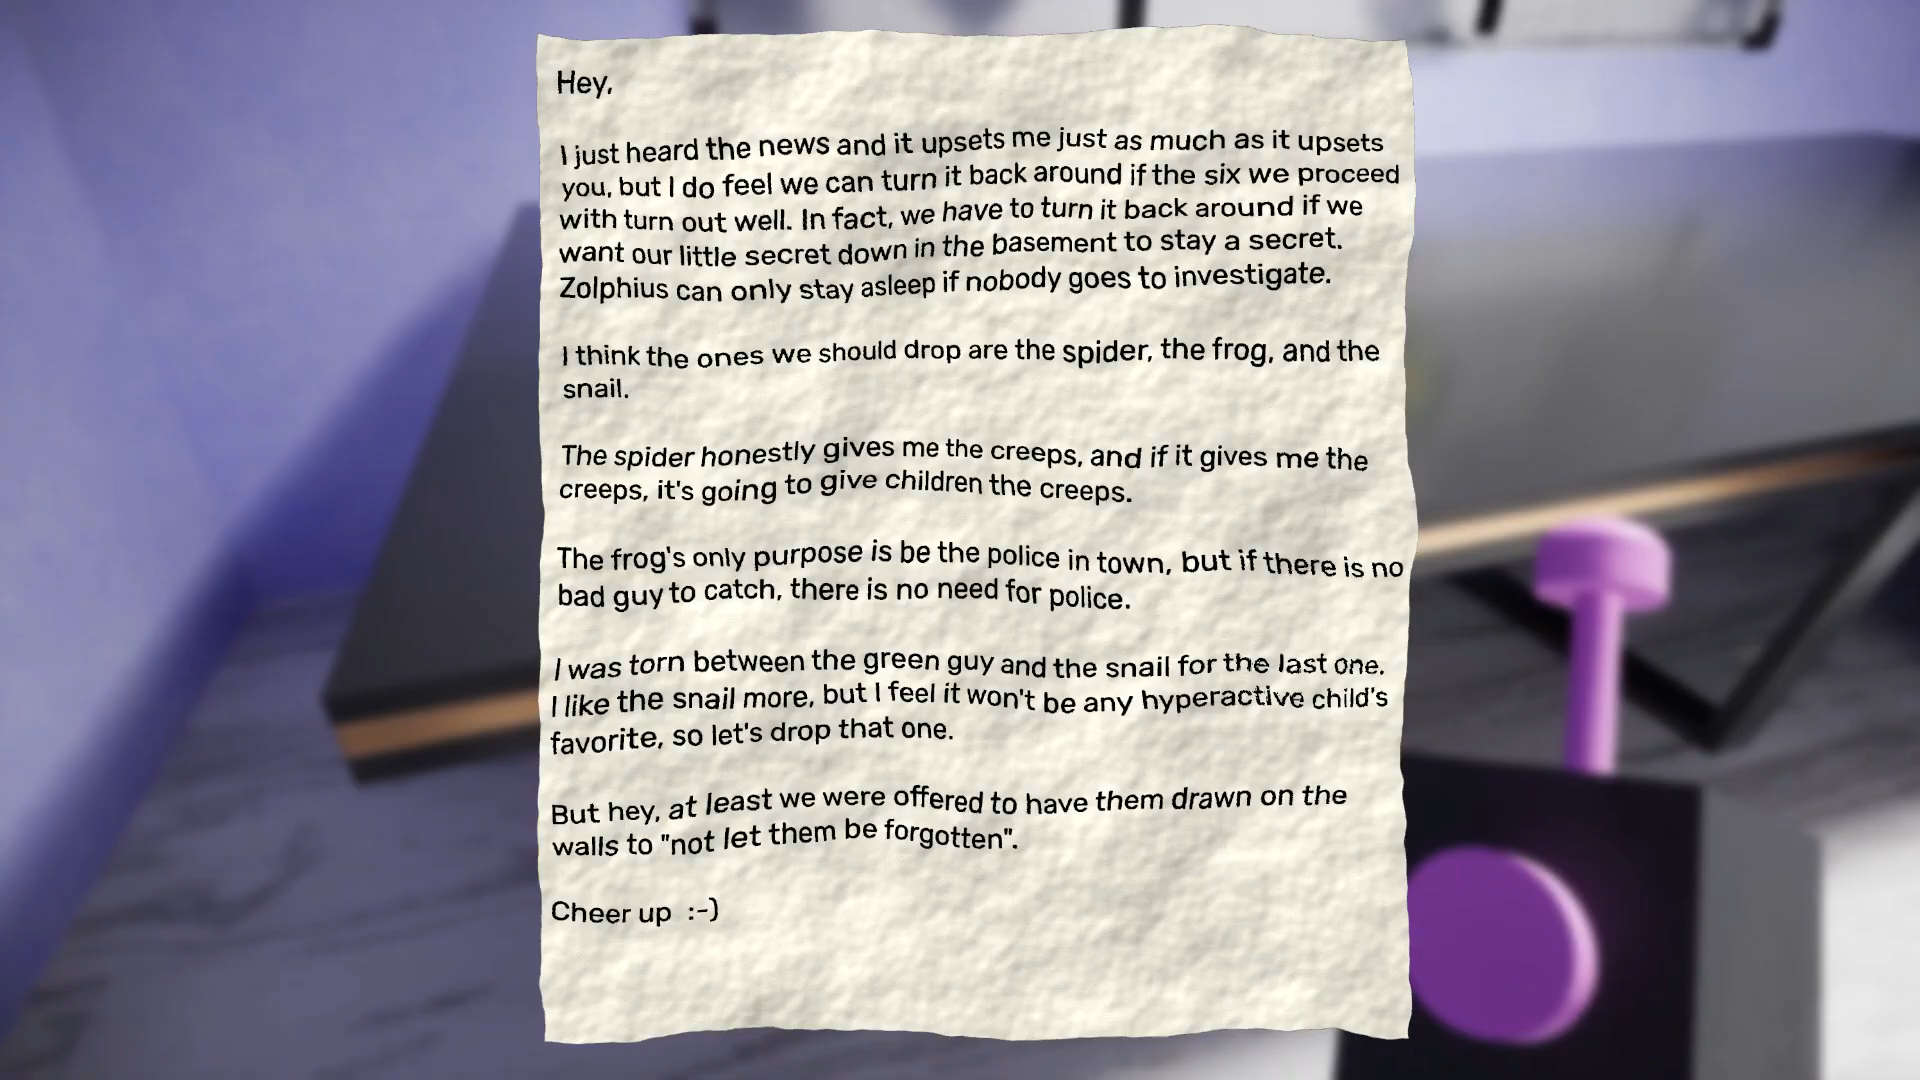 Hey,
I just heard the news and it upsets me just as much as it upsets
you, but I do feel we can turn it back around if the six we proceed
with turn out well. In fact, we have to turn it back around if we
want our little secret down in the basement to stay a secret.
Zolphius can only stay asleep if nobody goes to investigate.
I think the ones we should drop are the spider, the frog, and the
snail.
The spider honestly gives me the creeps, and if it gives me the
creeps, it's going to give children the creeps.
The frog's only purpose is be the police in town, but if there is no
bad guy to catch, there is no need for police.
I was torn between the green guy and the snail for the last one.
I like the snail more, but I feel it won't be any hyperactive child's
favorite, so let's drop that one.
But hey, at least we were offered to have them drawn on the
walls to "not let them be forgotten".
Cheer up :-)